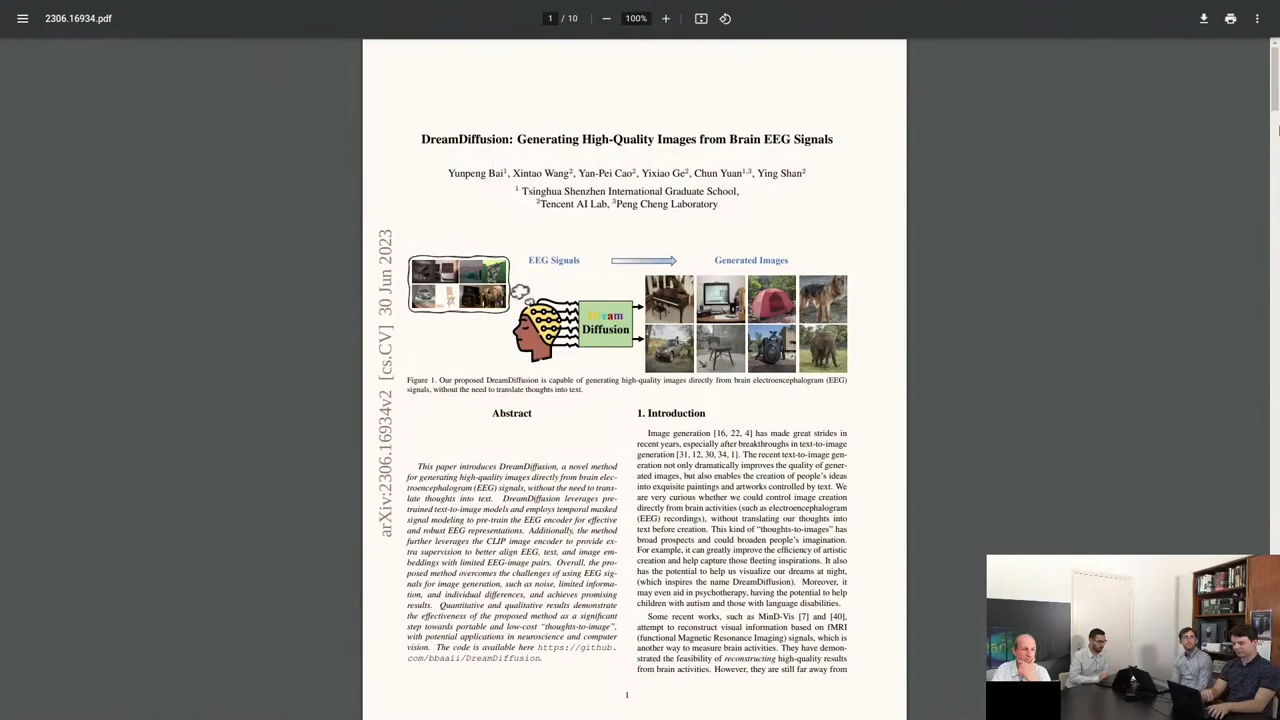 2306.16934.pdf
1 / 10
100%
DreamDiffusion: Generating High-Quality Images from Brain EEG Signals
Yunpeng Bai¹, Xintao Wang², Yan-Pei Cao², Yixiao Ge², Chun Yuan¹,³, Ying Shan²
¹ Tsinghua Shenzhen International Graduate School,
²Tencent AI Lab, ³Peng Cheng Laboratory
arXiv:2306.16934v2 [cs.CV] 30 Jun 2023
EEG Signals
Generated Images
Dream
Diffusion
Figure 1. Our proposed DreamDiffusion is capable of generating high-quality images directly from brain electroencephalogram (EEG)
signals, without the need to translate thoughts into text.
Abstract
This paper introduces DreamDiffusion, a novel method
for generating high-quality images directly from brain elec-
troencephalogram (EEG) signals, without the need to trans-
late thoughts into text. DreamDiffusion leverages pre-
trained text-to-image models and employs temporal masked
signal modeling to pre-train the EEG encoder for effective
and robust EEG representations. Additionally, the method
further leverages the CLIP image encoder to provide ex-
tra supervision to better align EEG, text, and image em-
beddings with limited EEG-image pairs. Overall, the pro-
posed method overcomes the challenges of using EEG sig-
nals for image generation, such as noise, limited informa-
tion, and individual differences, and achieves promising
results. Quantitative and qualitative results demonstrate
the effectiveness of the proposed method as a significant
step towards portable and low-cost “thoughts-to-image”,
with potential applications in neuroscience and computer
vision. The code is available here https://github.
com/bbaaii/DreamDiffusion.
1. Introduction
Image generation [16, 22, 4] has made great strides in
recent years, especially after breakthroughs in text-to-image
generation [31, 12, 30, 34, 1]. The recent text-to-image gen-
eration not only dramatically improves the quality of gener-
ated images, but also enables the creation of people’s ideas
into exquisite paintings and artworks controlled by text. We
are very curious whether we could control image creation
directly from brain activities (such as electroencephalogram
(EEG) recordings), without translating our thoughts into
text before creation. This kind of “thoughts-to-images” has
broad prospects and could broaden people’s imagination.
For example, it can greatly improve the efficiency of artistic
creation and help capture those fleeting inspirations. It also
has the potential to help us visualize our dreams at night,
(which inspires the name DreamDiffusion). Moreover, it
may even aid in psychotherapy, having the potential to help
children with autism and those with language disabilities.
Some recent works, such as MinD-Vis [7] and [40],
attempt to reconstruct visual information based on fMRI
(functional Magnetic Resonance Imaging) signals, which is
another way to measure brain activities. They have demon-
strated the feasibility of reconstructing high-quality results
from brain activities. However, they are still far away from
1